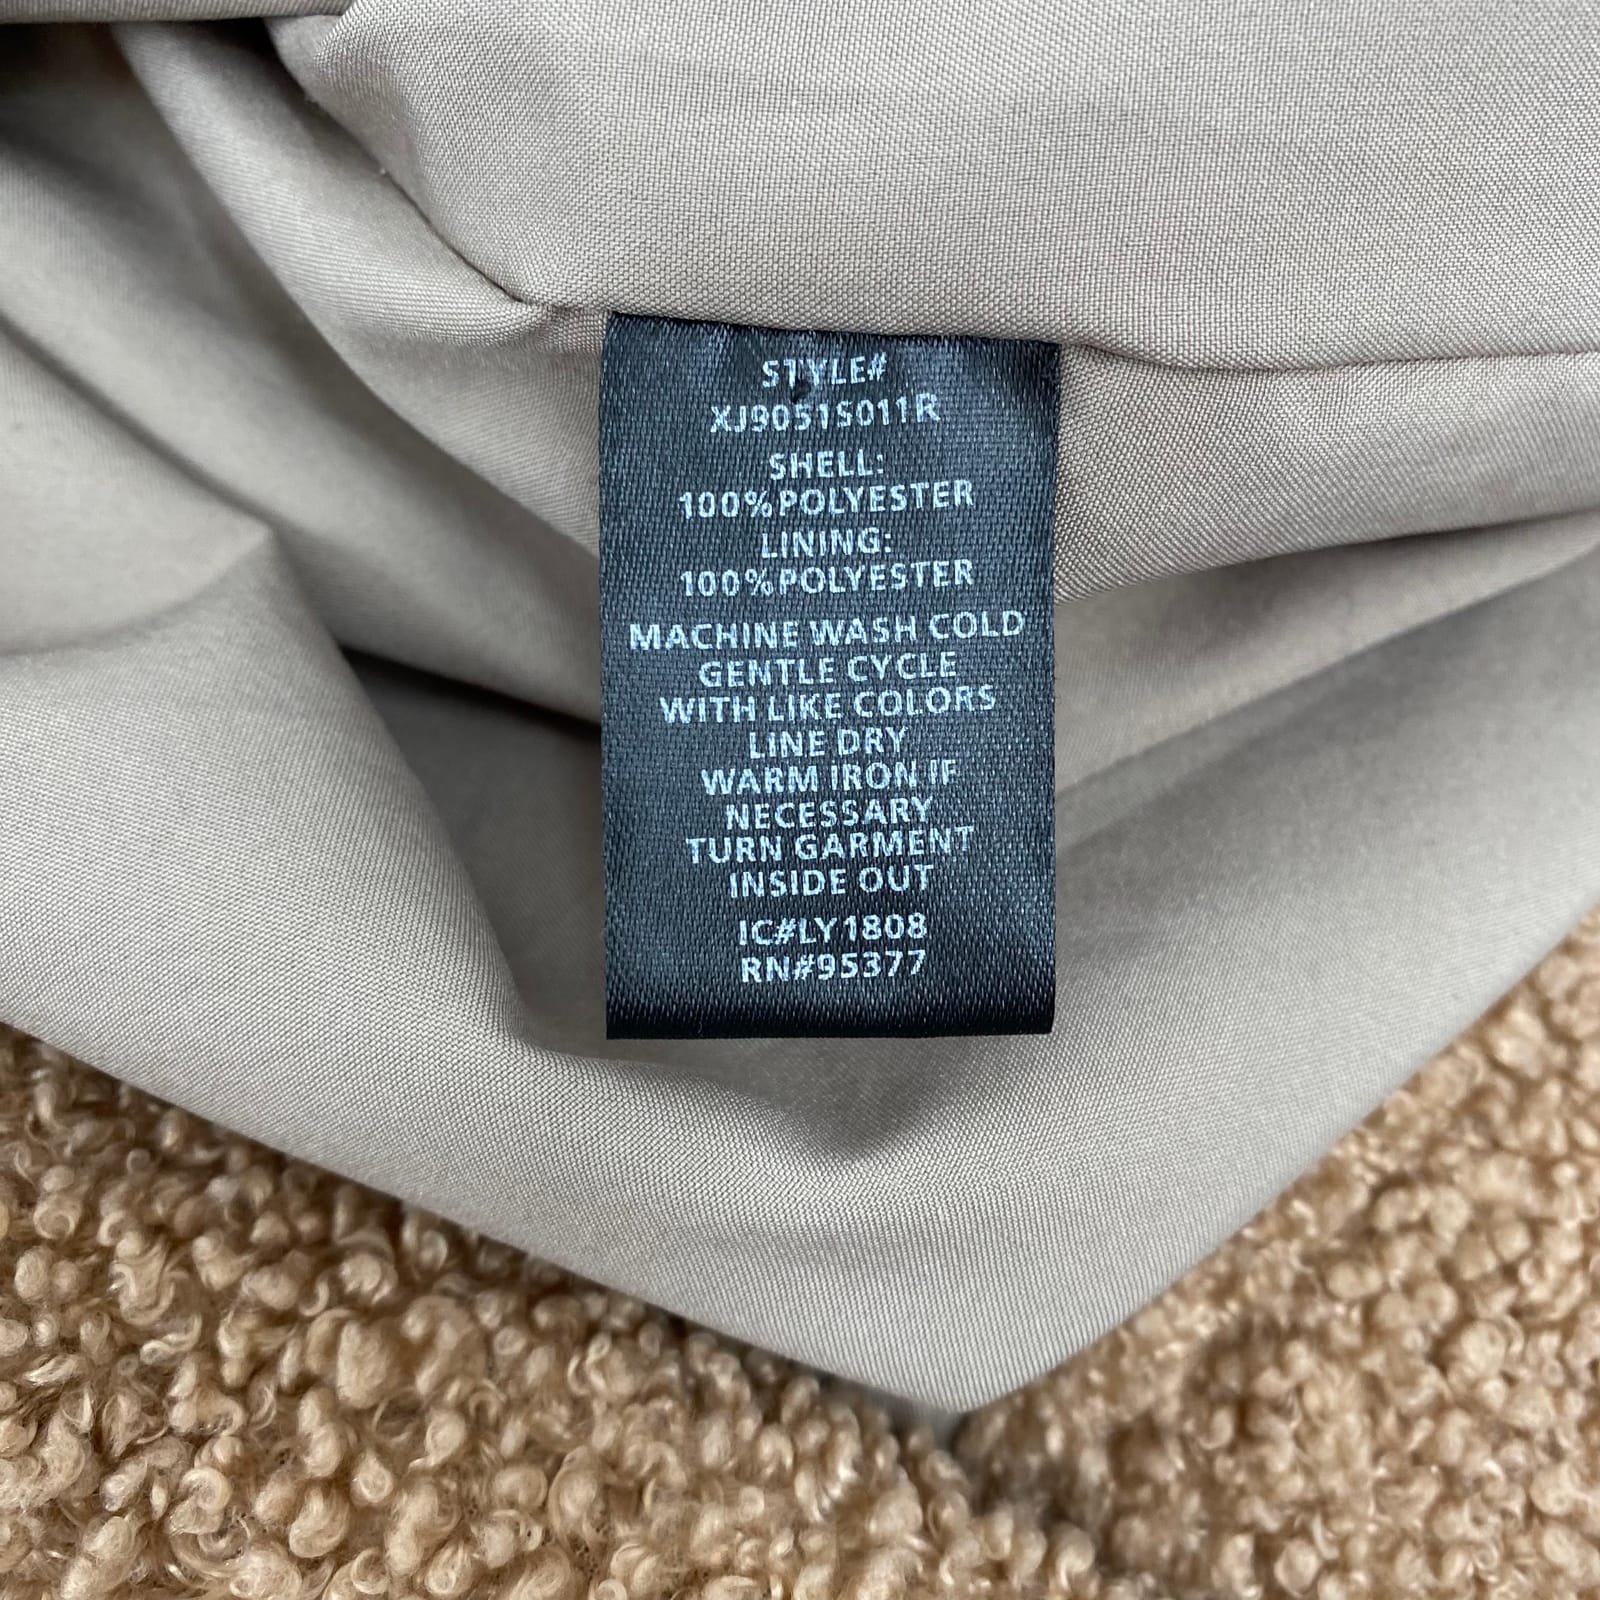 STYLE#
XJ9051S011R
SHELL:
100%POLYESTER
LINING:
100%POLYESTER
MACHINE WASH COLD
GENTLE CYCLE
WITH LIKE COLORS
LINE DRY
WARM IRON IF
NECESSARY
TURN GARMENT
INSIDE OUT
IC#LY1808
RN#95377